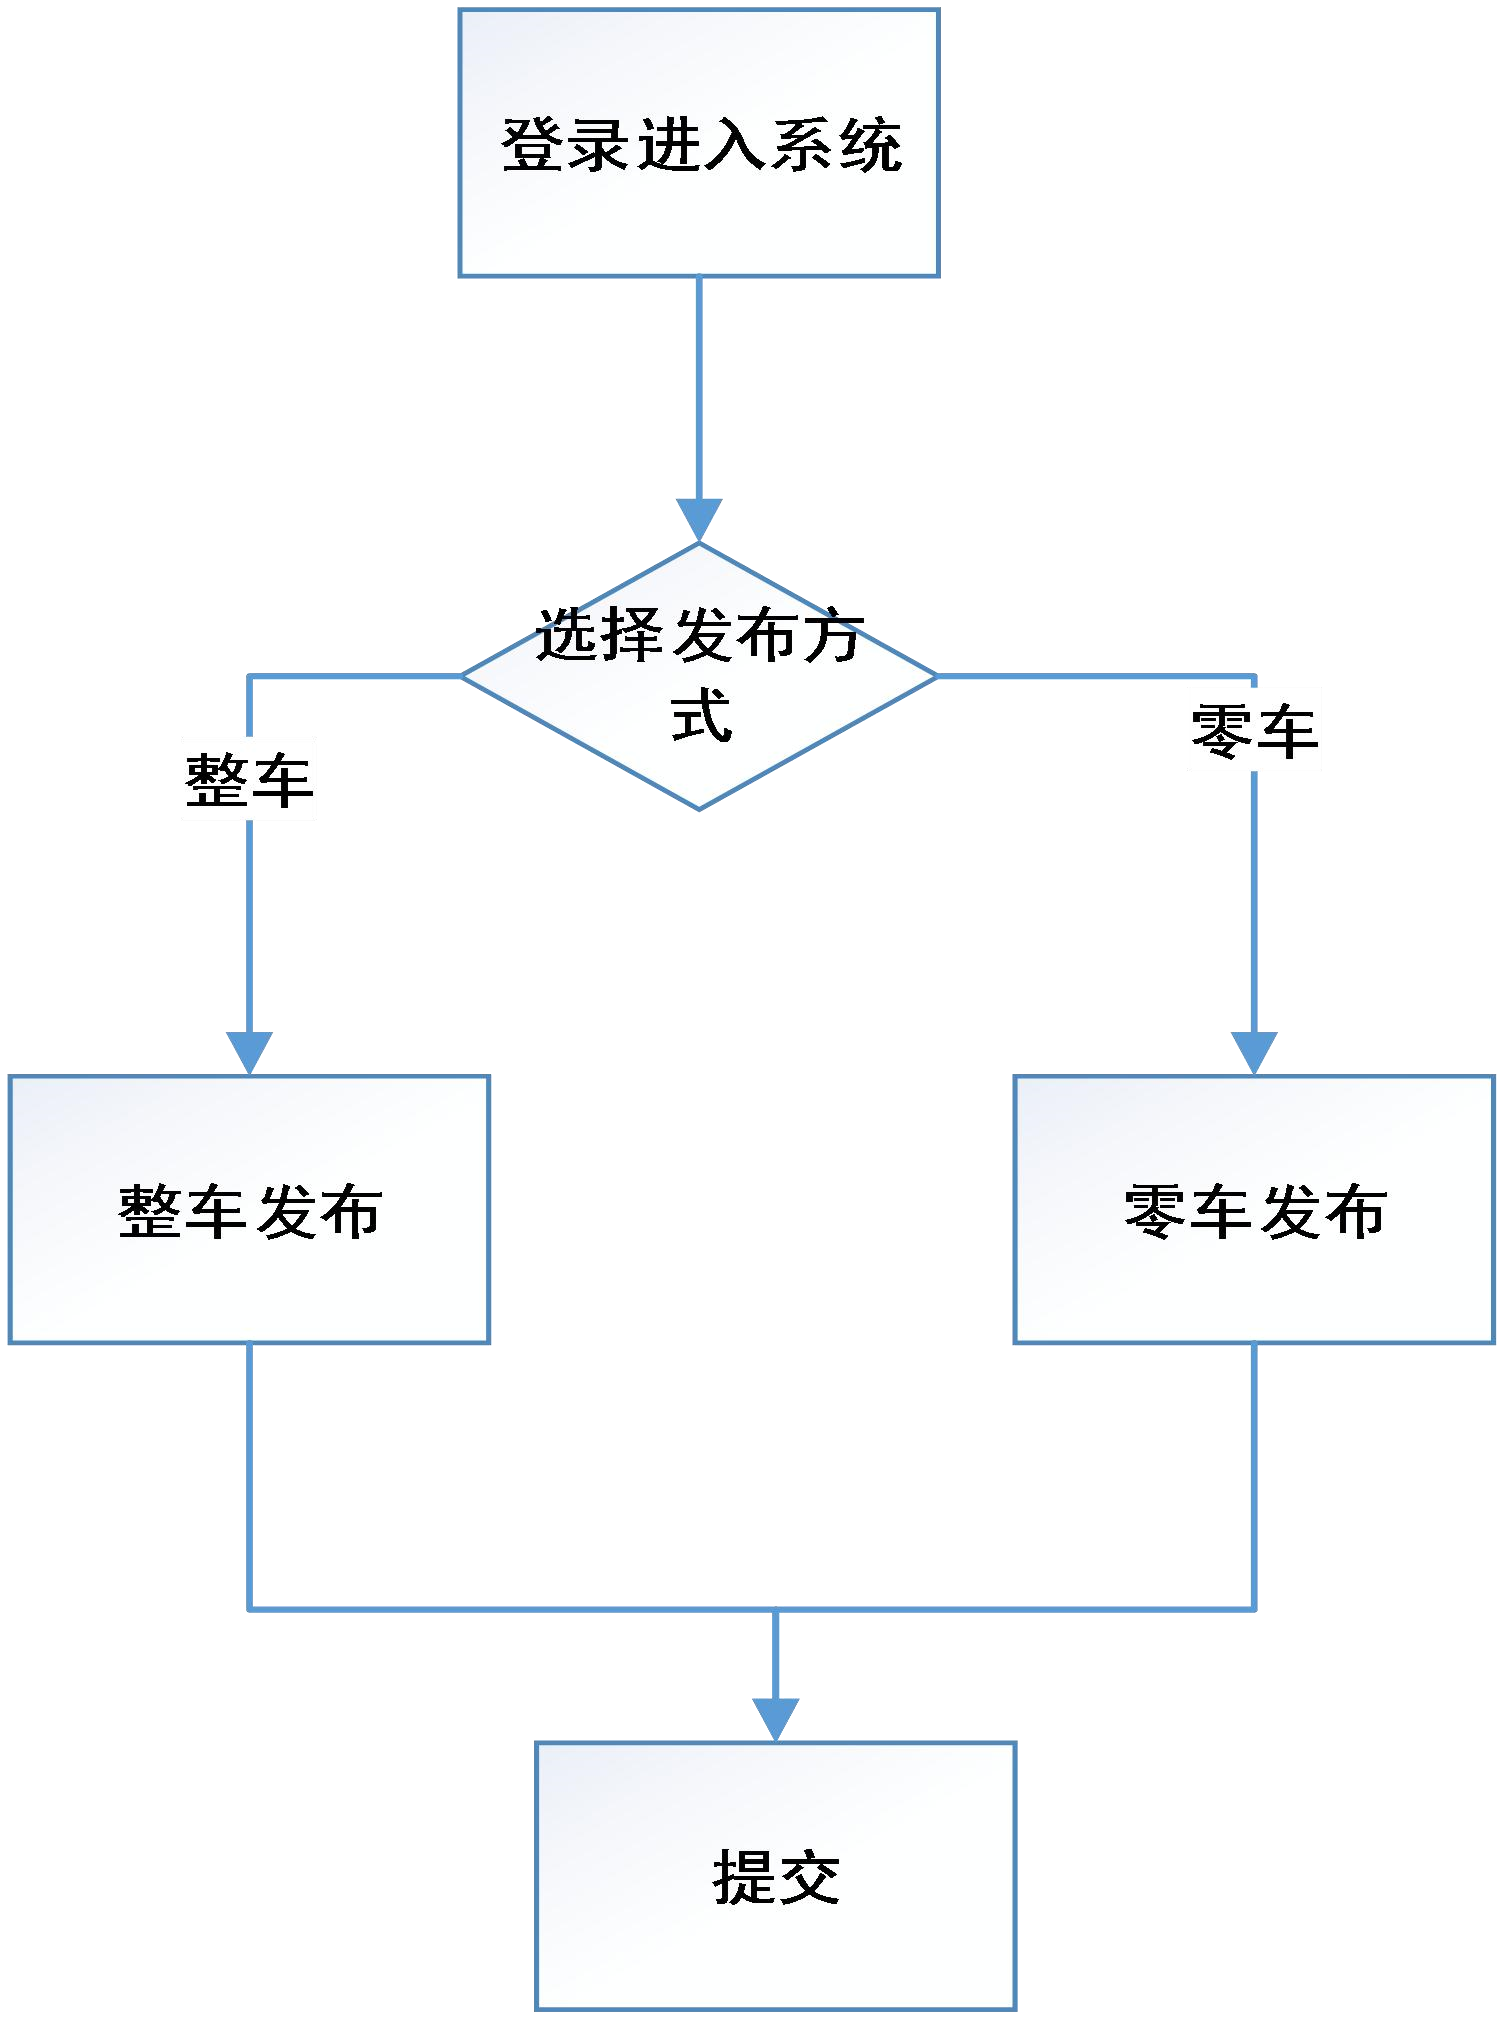 登录进入系统
选择发布方
式
整车
零车
整车发布
零车发布
提交